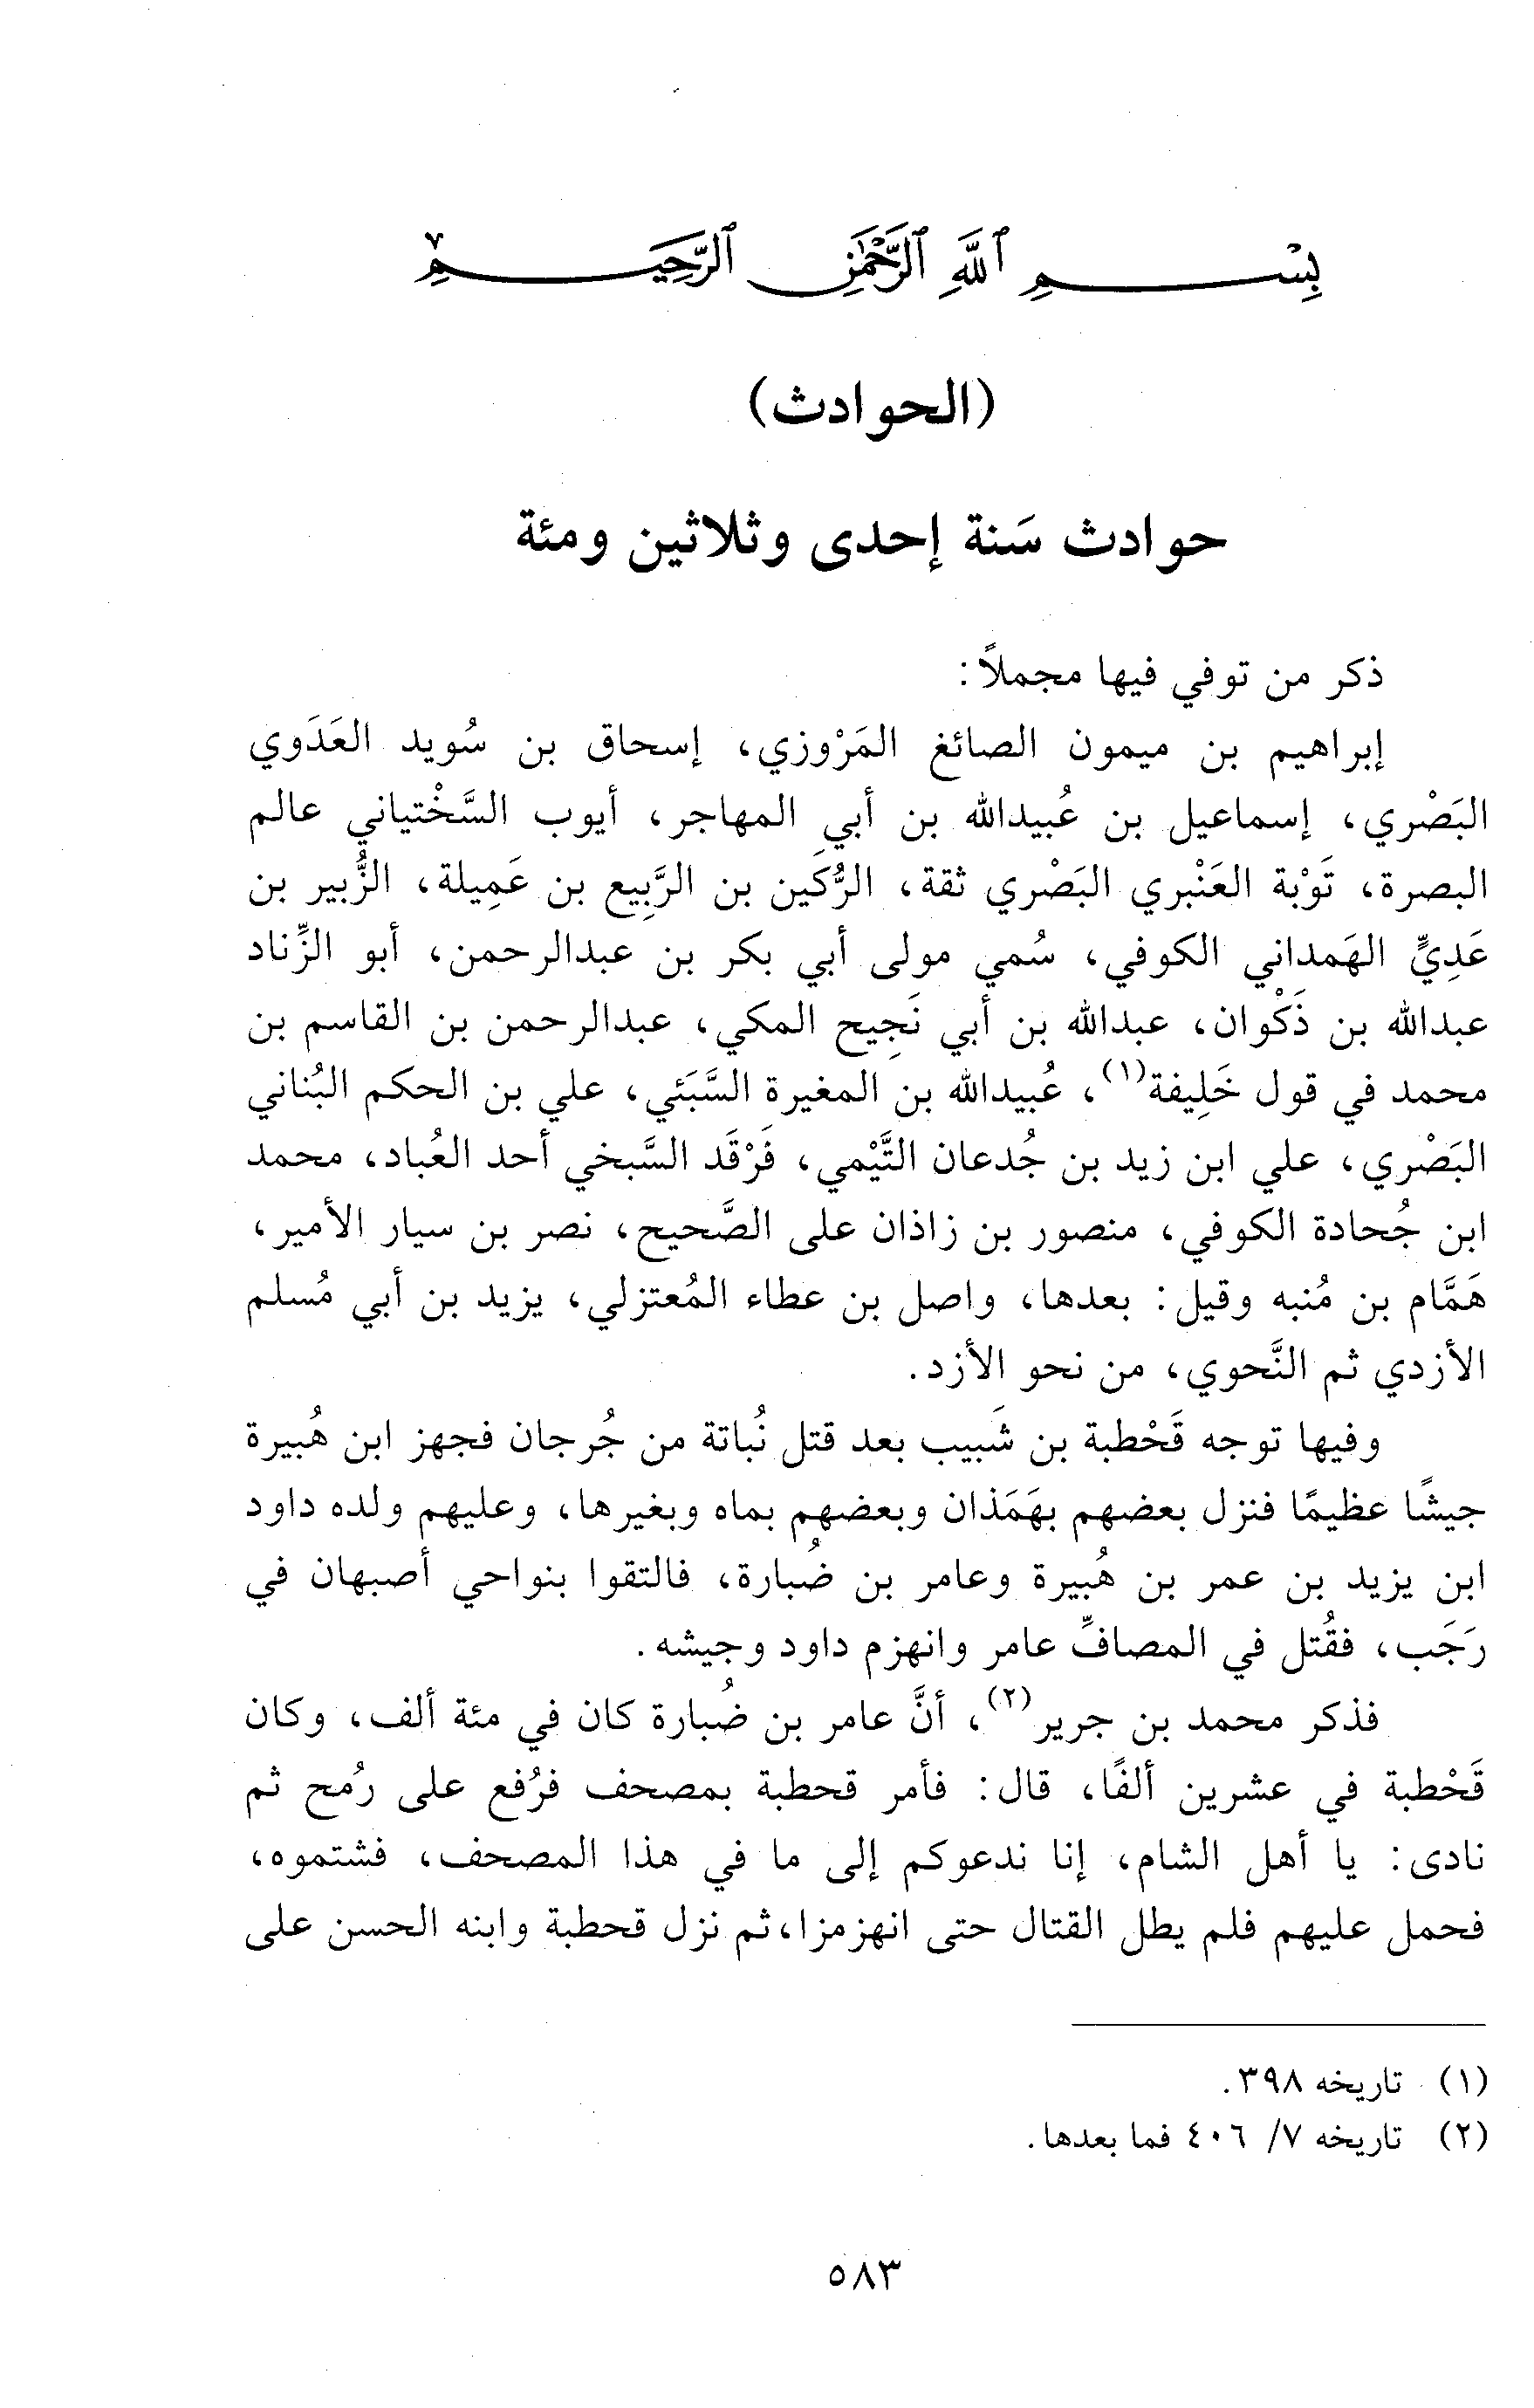 بِسْمِ ٱللَّهِ ٱلرَّحْمَٰنِ ٱلرَّحِيمِ
(الحوادث)
حوادث سَنة إحدى وثلاثين ومئة
ذكر من توفي فيها مجملاً:
إبراهيم بن ميمون الصائغ المَرْوزي، إسحاق بن سُويد العَدَوي
البَصْري، إسماعيل بن عُبيدالله بن أبي المهاجر، أيوب السَّخْتياني عالم
البصرة، تَوْبة العَنْبري البَصْري ثقة، الرُّكَين بن الرَّبِيع بن عَمِيلة، الزُّبير بن
عَدِيٍّ الهَمداني الكوفي، سُمي مولى أبي بكر بن عبدالرحمن، أبو الزِّناد
عبدالله بن ذَكْوان، عبدالله بن أبي نَجِيح المكي، عبدالرحمن بن القاسم بن
محمد في قول خَلِيفة(١)، عُبيدالله بن المغيرة السَّبَئي، علي بن الحكم البُناني
البَصْري، علي ابن زيد بن جُدعان التَّيْمي، فَرْقَد السَّبخي أحد العُباد، محمد
ابن جُحادة الكوفي، منصور بن زاذان على الصَّحيح، نصر بن سيار الأمير،
هَمَّام بن مُنبه وقيل: بعدها، واصل بن عطاء المُعتزلي، يزيد بن أبي مُسلم
الأزدي ثم النَّحوي، من نحو الأزد.
وفيها توجه قَحْطبة بن شَبيب بعد قتل نُباتة من جُرجان فجهز ابن هُبيرة
جيشًا عظيمًا فنزل بعضهم بهَمَذان وبعضهم بماه وبغيرها، وعليهم ولده داود
ابن يزيد بن عمر بن هُبيرة وعامر بن ضُبارة، فالتقوا بنواحي أصبهان في
رَجَب، فقُتل في المصافِّ عامر وانهزم داود وجيشه.
فذكر محمد بن جرير(٢)، أنَّ عامر بن ضُبارة كان في مئة ألف، وكان
قَحْطبة في عشرين ألفًا، قال: فأمر قحطبة بمصحف فرُفع على رُمح ثم
نادى: يا أهل الشام، إنا ندعوكم إلى ما في هذا المصحف، فشتموه،
فحمل عليهم فلم يطل القتال حتى انهزمزا،ثم نزل قحطبة وابنه الحسن على
(١) تاريخه ٣٩٨.
(٢) تاريخه ٧/ ٤٠٦ فما بعدها.
٥٨٣